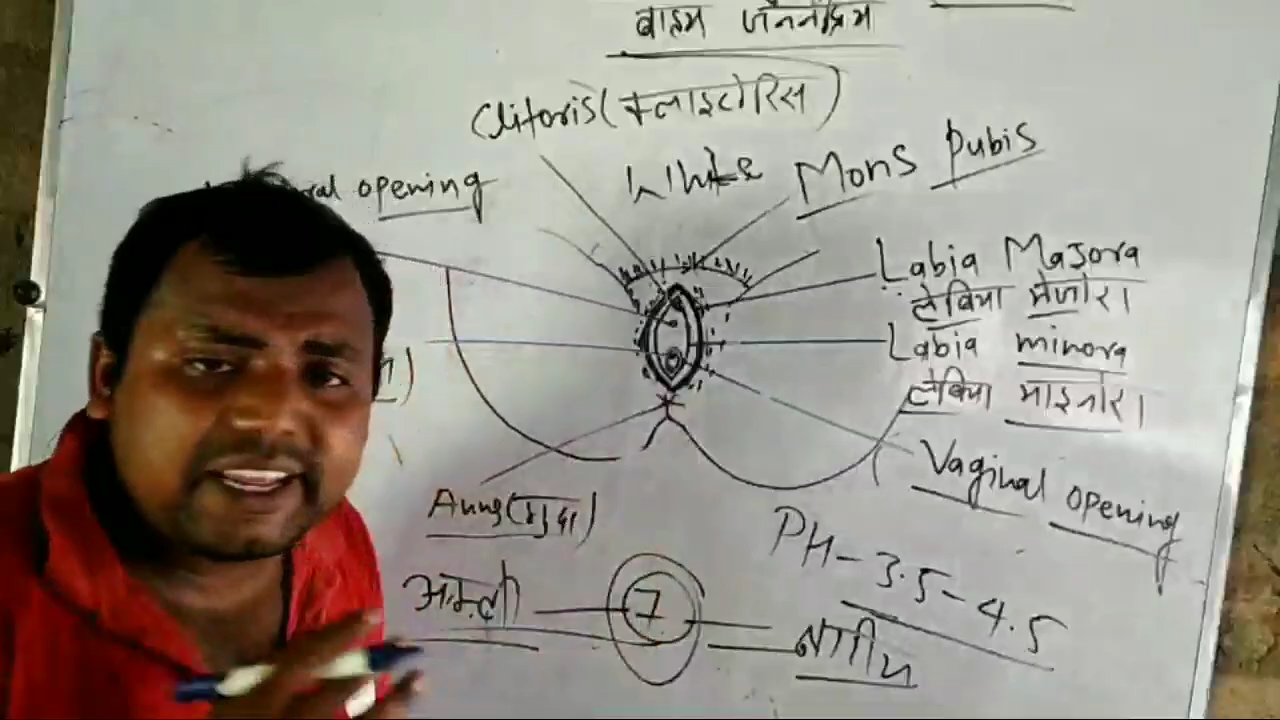 बाह्य जननेन्द्रिय
Clitoris (क्लाइटोरिस)
White
Mons Pubis
opening
Labia Majora
लेबिया मेजोरा
Labia minora
लेबिया माइनोरा
Vaginal opening
Anus (गुदा)
PH - 3.5 - 4.5
अम्ली 7 क्षारीय